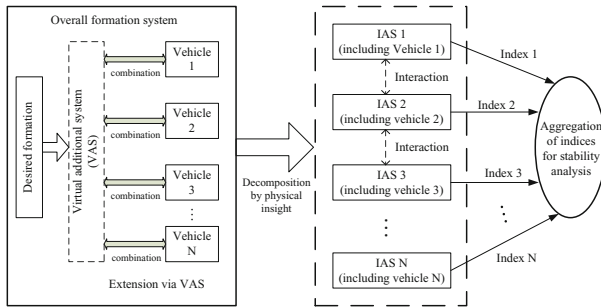 Overall formation system
Desired formation
Virtual additional system
(VAS)
combination
Vehicle
1
combination
Vehicle
2
combination
Vehicle
3
...
combination
Vehicle
N
Extension via VAS
Decomposition
by physical
insight
IAS 1
(including Vehicle 1)
Interaction
IAS 2
(including vehicle 2)
Interaction
IAS 3
(including vehicle 3)
...
IAS N
(including vehicle N)
Index 1
Index 2
Index 3
...
Index N
Aggregation
of indices
for stability
analysis